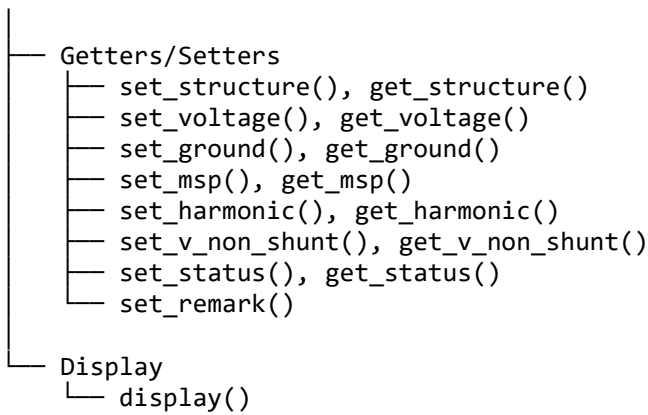 │
├── Getters/Setters
│   ├── set_structure(), get_structure()
│   ├── set_voltage(), get_voltage()
│   ├── set_ground(), get_ground()
│   ├── set_msp(), get_msp()
│   ├── set_harmonic(), get_harmonic()
│   ├── set_v_non_shunt(), get_v_non_shunt()
│   ├── set_status(), get_status()
│   └── set_remark()
│
└── Display
    └── display()